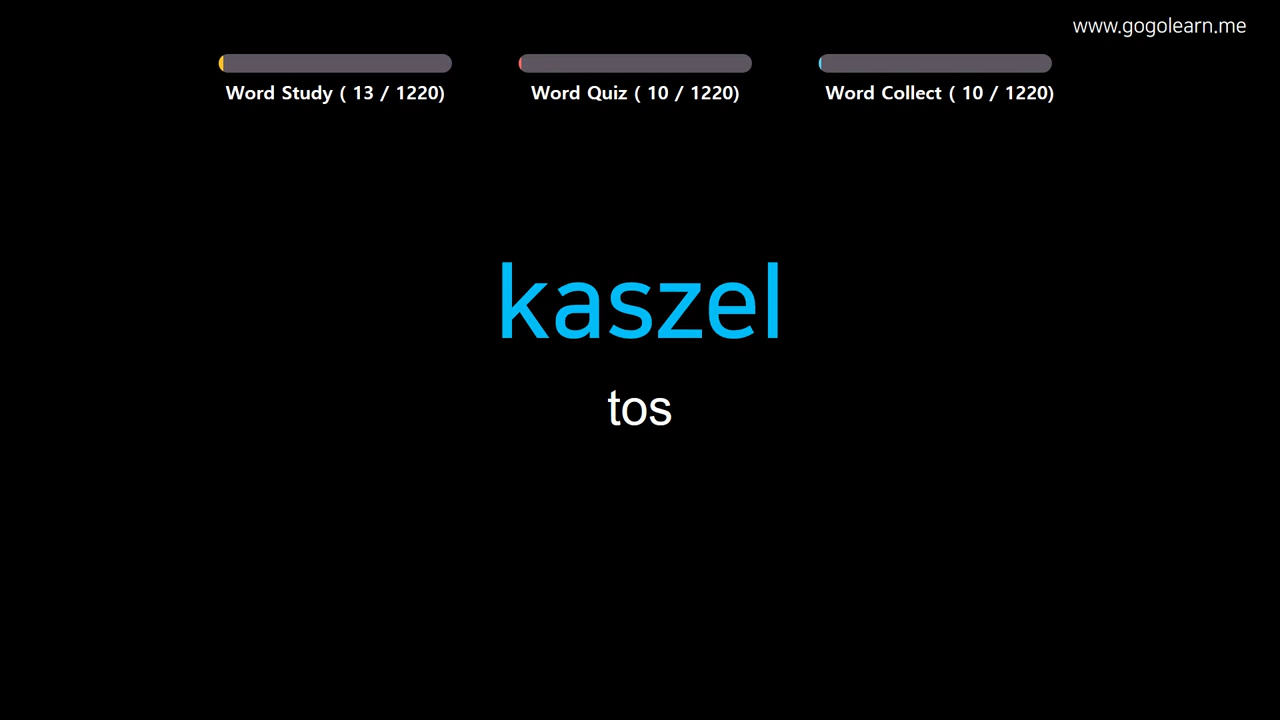 www.gogolearn.me
Word Study ( 13 / 1220)
Word Quiz ( 10 / 1220)
Word Collect ( 10 / 1220)
kaszel
tos